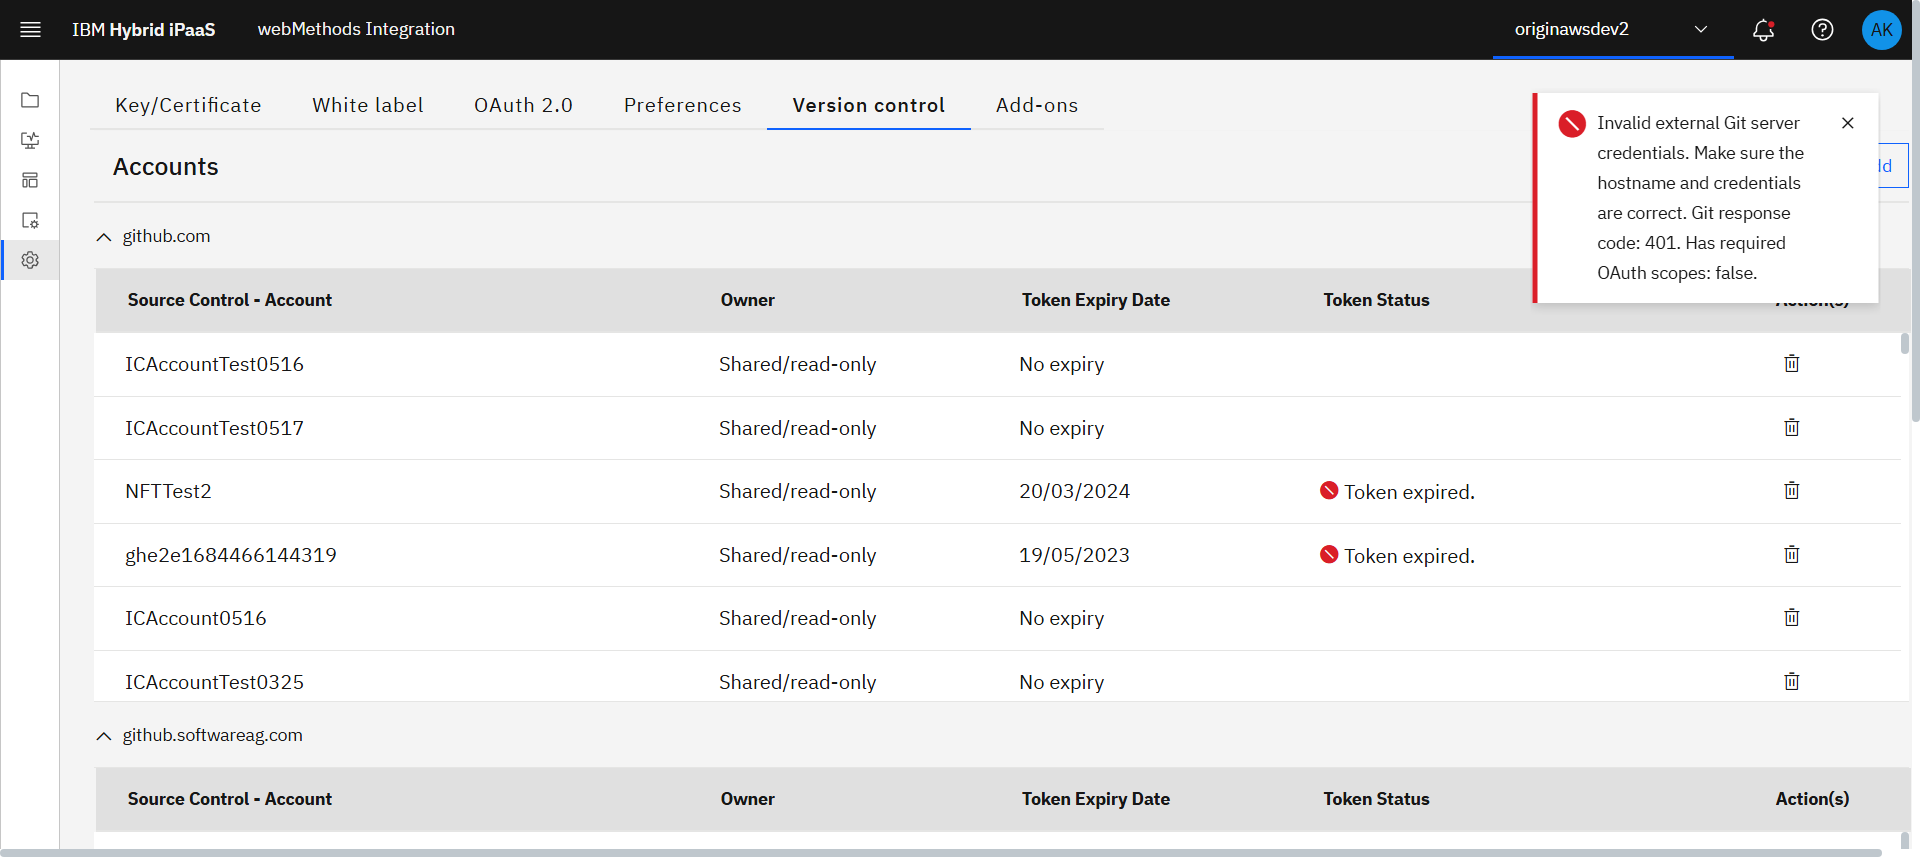 IBM Hybrid iPaaS webMethods Integration originawsdev2 AK
Key/Certificate White label OAuth 2.0 Preferences Version control Add-ons
Invalid external Git server
credentials. Make sure the
hostname and credentials
are correct. Git response
code: 401. Has required
OAuth scopes: false.
Accounts
github.com
Source Control - Account Owner Token Expiry Date Token Status Action(s)
ICAccountTest0516 Shared/read-only No expiry
ICAccountTest0517 Shared/read-only No expiry
NFTTest2 Shared/read-only 20/03/2024 Token expired.
ghe2e1684466144319 Shared/read-only 19/05/2023 Token expired.
ICAccount0516 Shared/read-only No expiry
ICAccountTest0325 Shared/read-only No expiry
github.softwareag.com
Source Control - Account Owner Token Expiry Date Token Status Action(s)